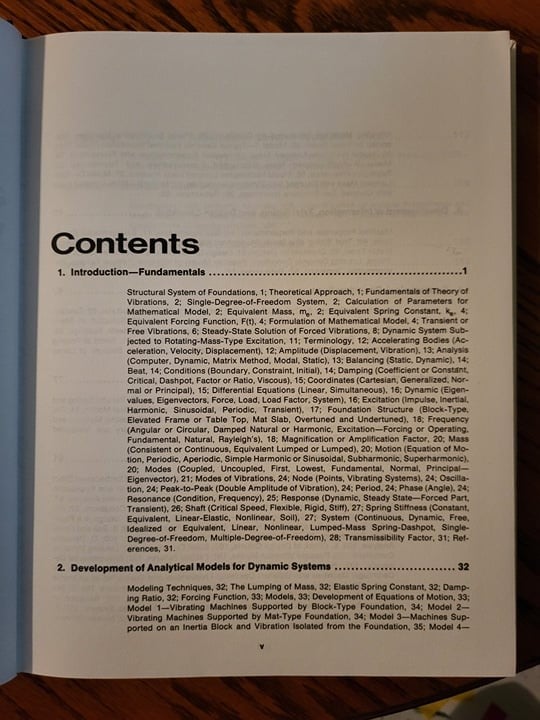 Contents
1. Introduction—Fundamentals ....................................................1
Structural System of Foundations, 1; Theoretical Approach, 1; Fundamentals of Theory of
Vibrations, 2; Single-Degree-of-Freedom System, 2; Calculation of Parameters for
Mathematical Model, 2; Equivalent Mass, mₑ, 2; Equivalent Spring Constant, kₑ, 4;
Equivalent Forcing Function, F(t), 4; Formulation of Mathematical Model, 4; Transient or
Free Vibrations, 6; Steady-State Solution of Forced Vibrations, 8; Dynamic System Sub-
jected to Rotating-Mass-Type Excitation, 11; Terminology, 12; Accelerating Bodies (Ac-
celeration, Velocity, Displacement), 12; Amplitude (Displacement, Vibration), 13; Analysis
(Computer, Dynamic, Matrix Method, Modal, Static), 13; Balancing (Static, Dynamic), 14;
Beat, 14; Conditions (Boundary, Constraint, Initial), 14; Damping (Coefficient or Constant,
Critical, Dashpot, Factor or Ratio, Viscous), 15; Coordinates (Cartesian, Generalized, Nor-
mal or Principal), 15; Differential Equations (Linear, Simultaneous), 16; Dynamic (Eigen-
values, Eigenvectors, Force, Load, Load Factor, System), 16; Excitation (Impulse, Inertial,
Harmonic, Sinusoidal, Periodic, Transient), 17; Foundation Structure (Block-Type,
Elevated Frame or Table Top, Mat Slab, Overtuned and Undertuned), 18; Frequency
(Angular or Circular, Damped Natural or Harmonic, Excitation—Forcing or Operating,
Fundamental, Natural, Rayleigh's), 18; Magnification or Amplification Factor, 20; Mass
(Consistent or Continuous, Equivalent Lumped or Lumped), 20; Motion (Equation of Mo-
tion, Periodic, Aperiodic, Simple Harmonic or Sinusoidal, Subharmonic, Superharmonic),
20; Modes (Coupled, Uncoupled, First, Lowest, Fundamental, Normal, Principal—
Eigenvector), 21; Modes of Vibrations, 24; Node (Points, Vibrating Systems), 24; Oscilla-
tion, 24; Peak-to-Peak (Double Amplitude of Vibration), 24; Period, 24; Phase (Angle), 24;
Resonance (Condition, Frequency), 25; Response (Dynamic, Steady State—Forced Part,
Transient), 26; Shaft (Critical Speed, Flexible, Rigid, Stiff), 27; Spring Stiffness (Constant,
Equivalent, Linear-Elastic, Nonlinear, Soil), 27; System (Continuous, Dynamic, Free,
Idealized or Equivalent, Linear, Nonlinear, Lumped-Mass Spring-Dashpot, Single-
Degree-of-Freedom, Multiple-Degree-of-Freedom), 28; Transmissibility Factor, 31; Ref-
erences, 31.
2. Development of Analytical Models for Dynamic Systems ............................ 32
Modeling Techniques, 32; The Lumping of Mass, 32; Elastic Spring Constant, 32; Damp-
ing Ratio, 32; Forcing Function, 33; Models, 33; Development of Equations of Motion, 33;
Model 1—Vibrating Machines Supported by Block-Type Foundation, 34; Model 2—
Vibrating Machines Supported by Mat-Type Foundation, 34; Model 3—Machines Sup-
ported on an Inertia Block and Vibration Isolated from the Foundation, 35; Model 4—
v